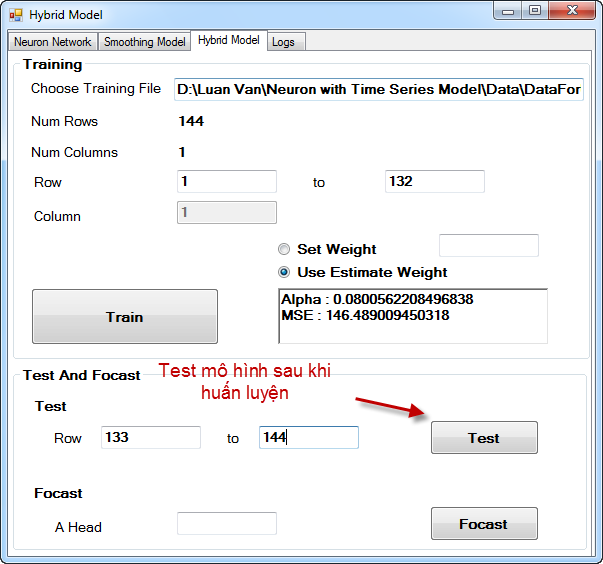 Hybrid Model
Neuron Network Smoothing Model Hybrid Model Logs
Training
Choose Training File D:\Luan Van\Neuron with Time Series Model\Data\DataFor
Num Rows 144
Num Columns 1
Row 1 to 132
Column 1
Set Weight
Use Estimate Weight
Train
Alpha : 0.0800562208496838
MSE : 146.489009450318
Test And Focast
Test mô hình sau khi
huấn luyện
Test
Row 133 to 144 Test
Focast
A Head Focast